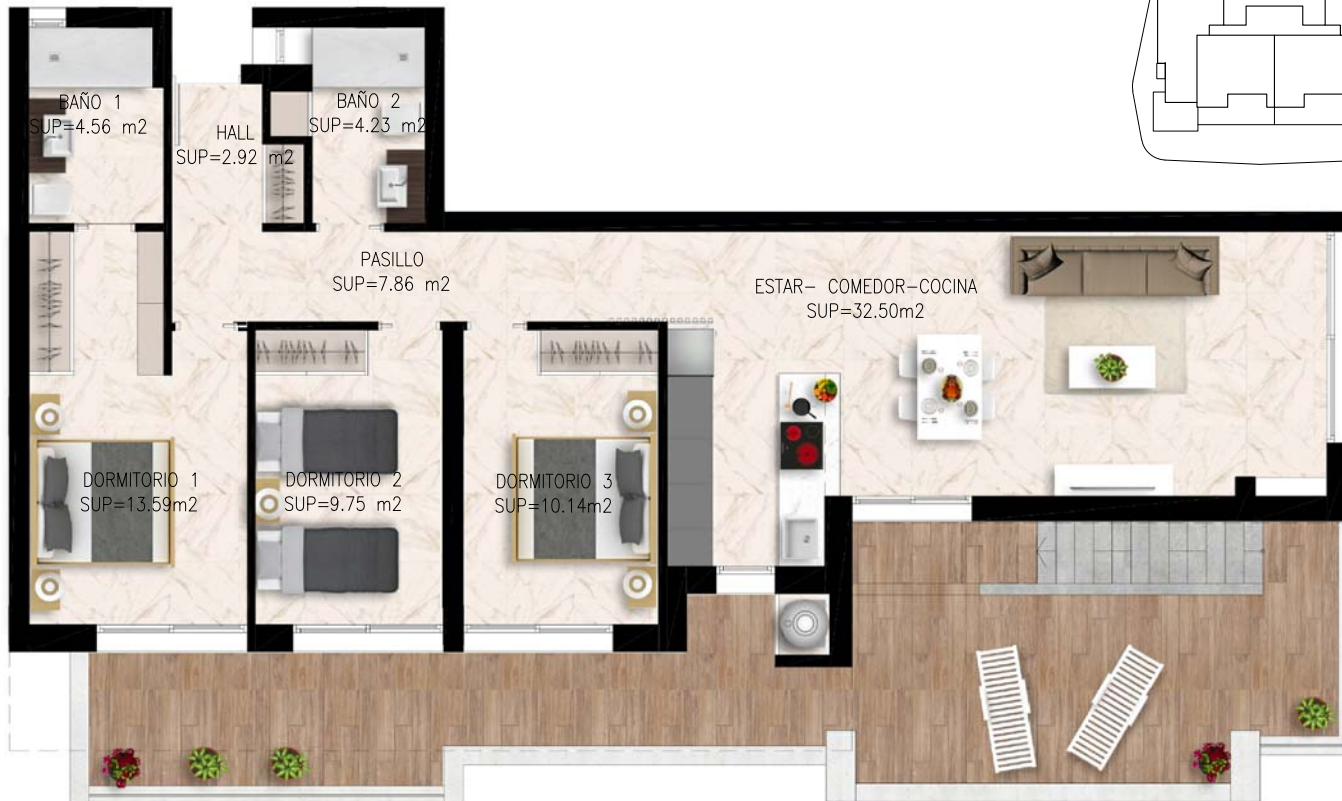 BAÑO 1
SUP=4.56 m2
HALL
SUP=2.92 m2
BAÑO 2
SUP=4.23 m2
PASILLO
SUP=7.86 m2
ESTAR- COMEDOR-COCINA
SUP=32.50m2
DORMITORIO 1
SUP=13.59m2
DORMITORIO 2
SUP=9.75 m2
DORMITORIO 3
SUP=10.14m2